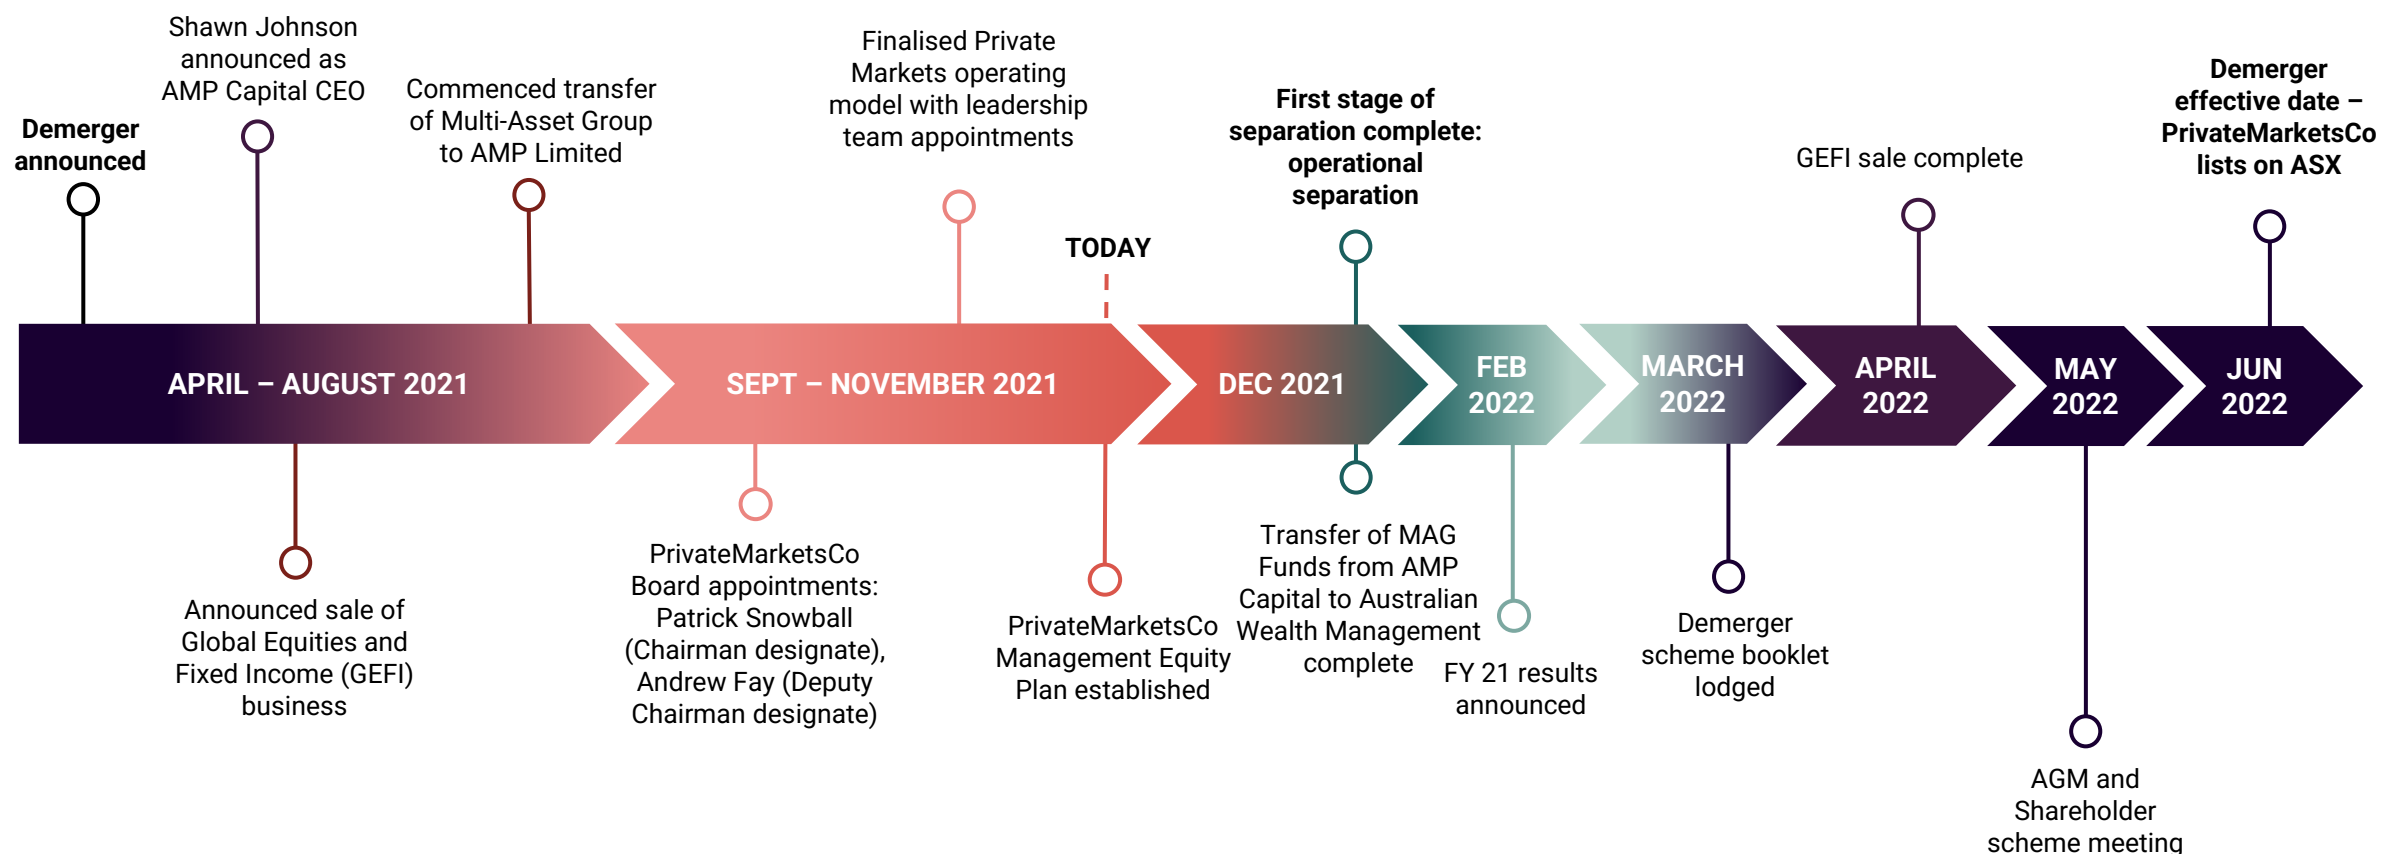 Demerger
announced
Shawn Johnson
announced as
AMP Capital CEO
Commenced transfer
of Multi-Asset Group
to AMP Limited
Finalised Private
Markets operating
model with leadership
team appointments
TODAY
First stage of
separation complete:
operational
separation
GEFI sale complete
Demerger
effective date –
PrivateMarketsCo
lists on ASX
APRIL – AUGUST 2021
SEPT – NOVEMBER 2021
DEC 2021
FEB
2022
MARCH
2022
APRIL
2022
MAY
2022
JUN
2022
Announced sale of
Global Equities and
Fixed Income (GEFI)
business
PrivateMarketsCo
Board appointments:
Patrick Snowball
(Chairman designate),
Andrew Fay (Deputy
Chairman designate)
PrivateMarketsCo
Management Equity
Plan established
Transfer of MAG
Funds from AMP
Capital to Australian
Wealth Management
complete
FY 21 results
announced
Demerger
scheme booklet
lodged
AGM and
Shareholder
scheme meeting